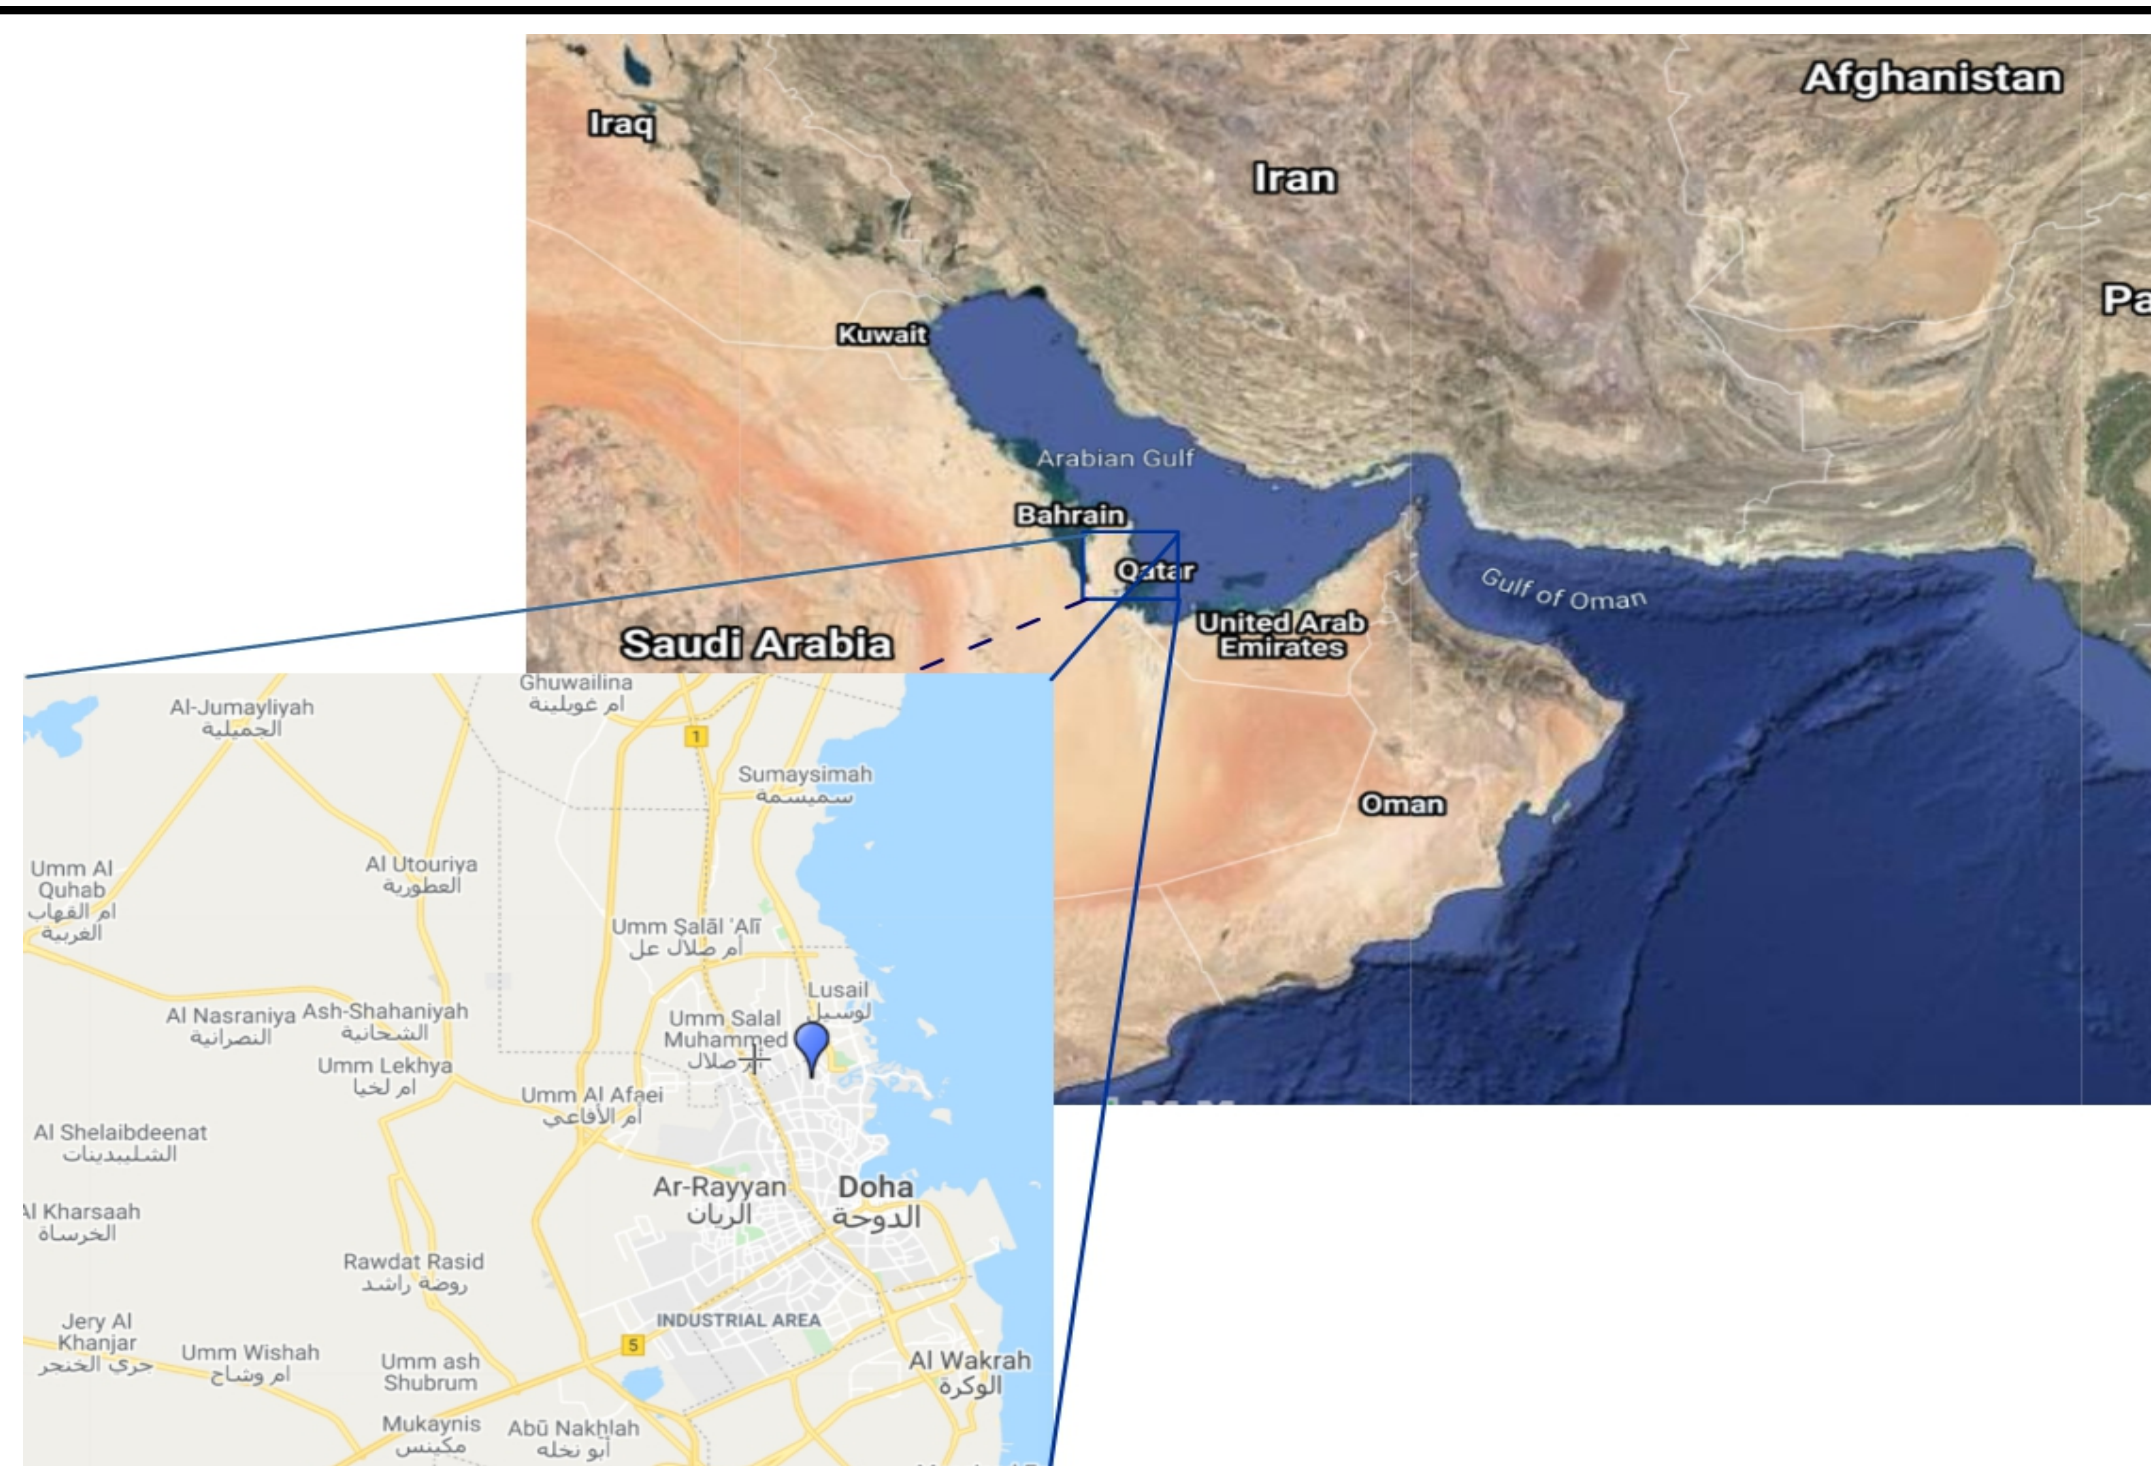 Afghanistan
Iraq
Iran
Pa
Kuwait
Arabian Gulf
Bahrain
Qatar
Gulf of Oman
United Arab
Emirates
Saudi Arabia
Oman
Ghuwailina
ام غويلينة
Al-Jumayliyah
الجميلية
1
Sumaysimah
سميسمة
Umm Al
Quhab
ام القهاب
الغربية
Al Utouriya
العطورية
Umm Şalāl 'Alī
أم صلال عل
Lusail
لوسيل
Al Nasraniya
النصرانية
Ash-Shahaniyah
الشحانية
Umm Salal
Muhammed
صلال
Umm Lekhya
ام لخيا
Umm Al Afaei
أم الأفاعي
Al Shelaibdeenat
الشليبدينات
Ar-Rayyan
الريان
Doha
الدوحة
Al Kharsaah
الخرساة
Rawdat Rasid
روضة راشد
INDUSTRIAL AREA
Jery Al
Khanjar
جري الخنجر
Umm Wishah
ام وشاح
5
Umm ash
Shubrum
Al Wakrah
الوكرة
Mukaynis
مكينس
Abū Nakhlah
أبو نخله